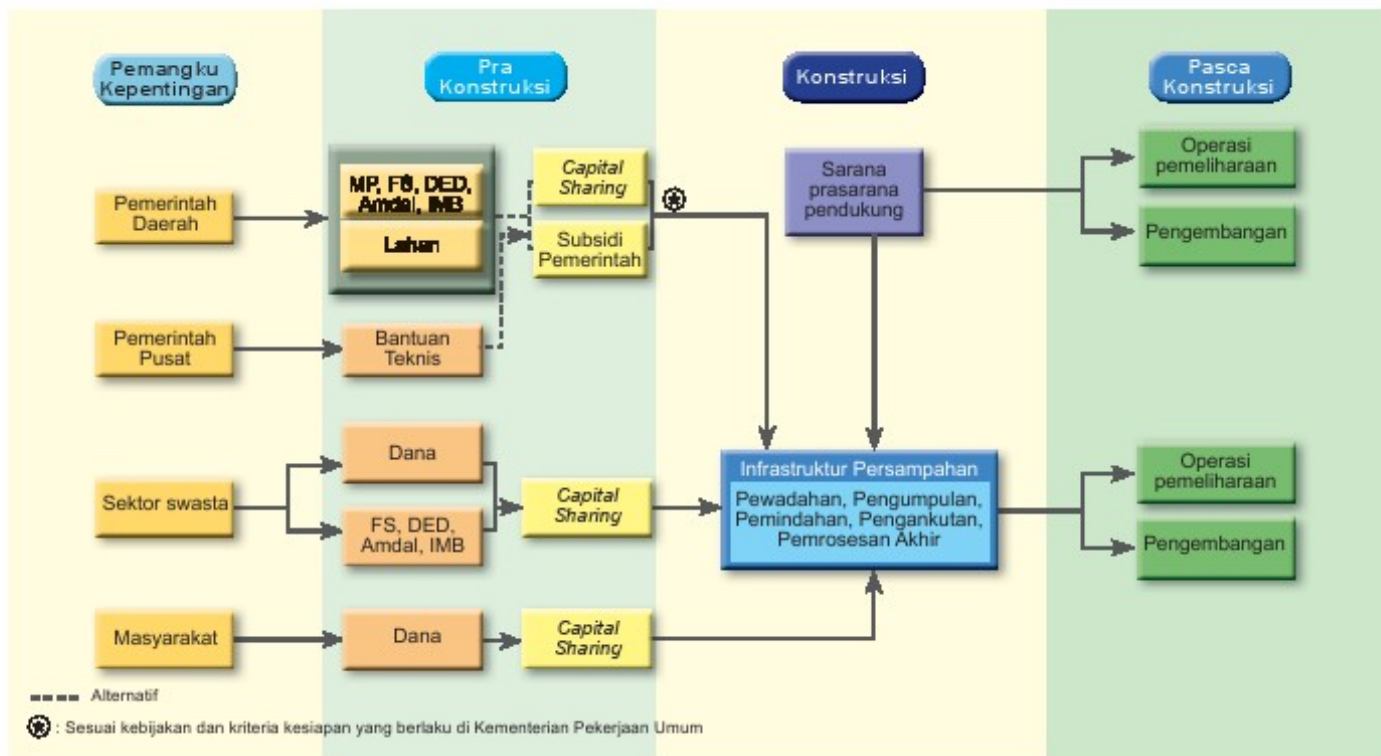 Pemangku
Kepentingan
Pra
Konstruksi
Konstruksi
Pasca
Konstruksi
Pemerintah
Daerah
MP, FS, DED,
Amdal, IMB
Lahan
Capital
Sharing
Subsidi
Pemerintah
Sarana
prasarana
pendukung
Operasi
pemeliharaan
Pengembangan
Pemerintah
Pusat
Bantuan
Teknis
Sektor swasta
Dana
FS, DED,
Amdal, IMB
Capital
Sharing
Infrastruktur Persampahan
Pewadahan, Pengumpulan,
Pemindahan, Pengankutan,
Pemrosesan Akhir
Operasi
pemeliharaan
Pengembangan
Masyarakat
Dana
Capital
Sharing
Alternatif
: Sesuai kebijakan dan kriteria kesiapan yang berlaku di Kementerian Pekerjaan Umum